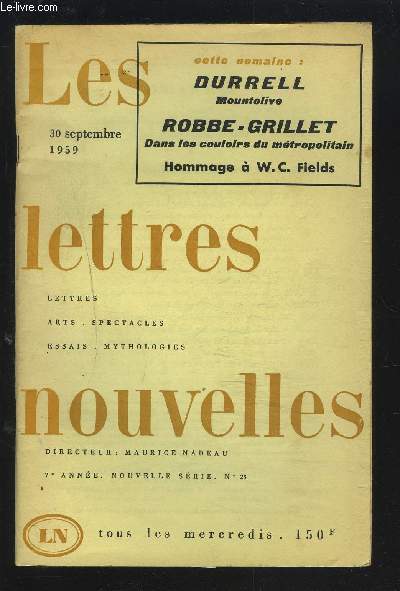 Les
30 septembre
1959
cette semaine :
DURRELL
Mountolive
ROBBE-GRILLET
Dans les couloirs du métropolitain
Hommage à W.C. Fields
lettres
LETTRES
ARTS . SPECTACLES
ESSAIS . MYTHOLOGIES
nouvelles
DIRECTEUR : MAURICE NADEAU
7e ANNÉE. NOUVELLE SÉRIE. N°
LN
tous les mercredis . 150F
le-livre.com